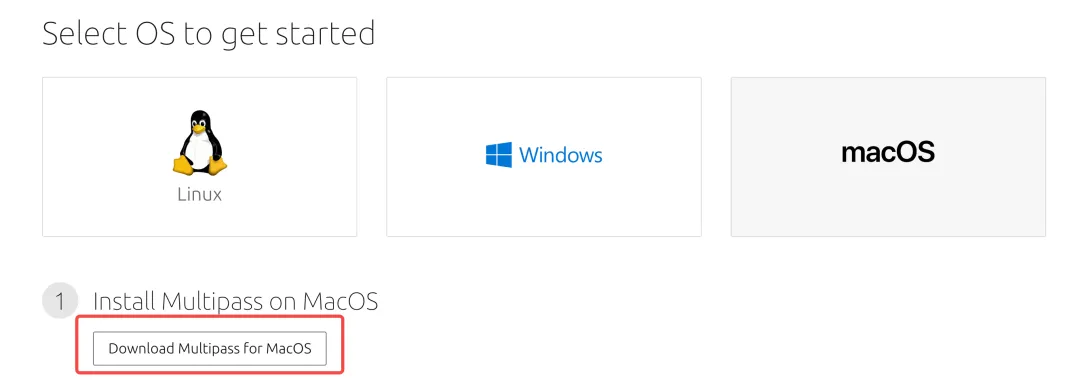 Select OS to get started
Linux
Windows
macOS
1 Install Multipass on MacOS
Download Multipass for MacOS